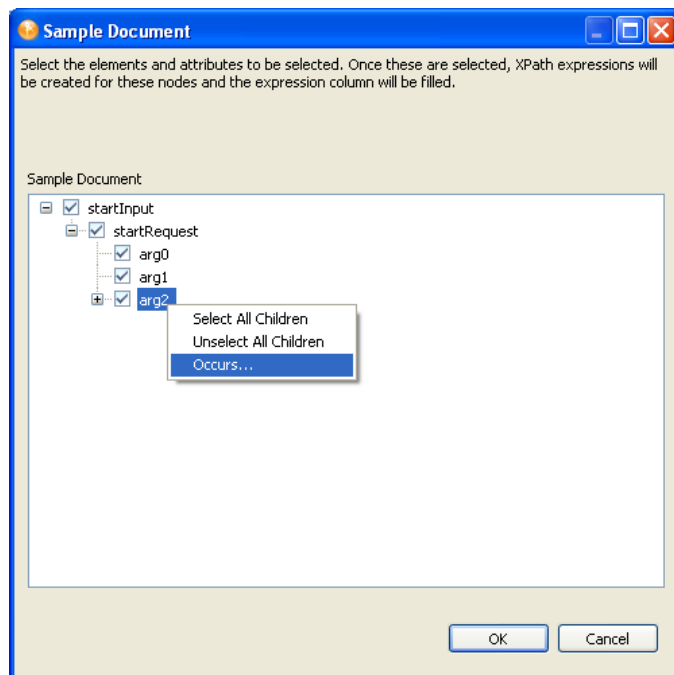 Sample Document
Select the elements and attributes to be selected. Once these are selected, XPath expressions will
be created for these nodes and the expression column will be filled.
Sample Document
startInput
startRequest
arg0
arg1
arg2
Select All Children
Unselect All Children
Occurs...
OK
Cancel